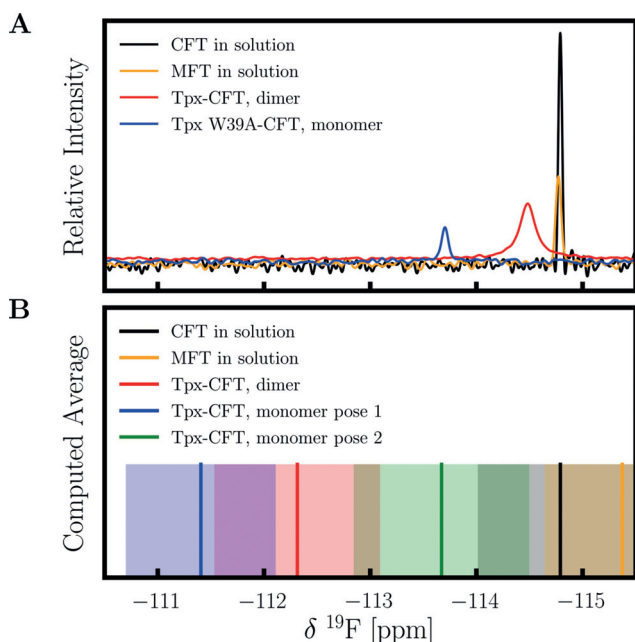 A
Relative Intensity
CFT in solution
MFT in solution
Tpx-CFT, dimer
Tpx W39A-CFT, monomer
B
Computed Average
CFT in solution
MFT in solution
Tpx-CFT, dimer
Tpx-CFT, monomer pose 1
Tpx-CFT, monomer pose 2
−111 −112 −113 −114 −115
δ ¹⁹F [ppm]